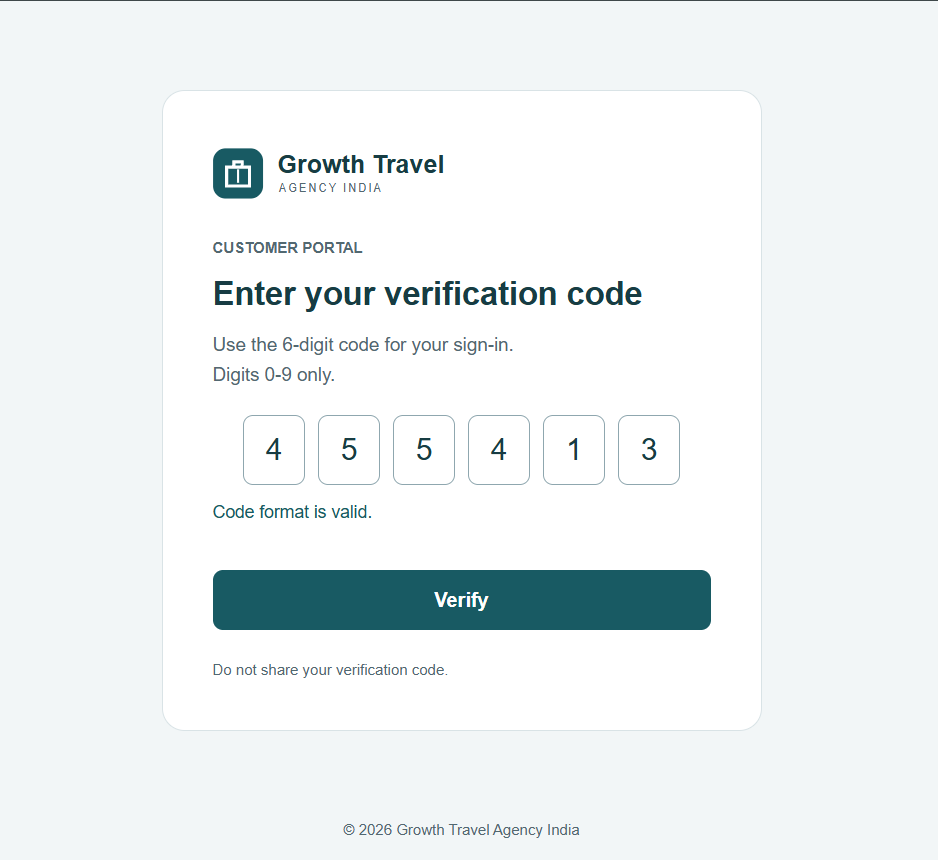 Growth Travel
AGENCY INDIA
CUSTOMER PORTAL
Enter your verification code
Use the 6-digit code for your sign-in.
Digits 0-9 only.
4 5 5 4 1 3
Code format is valid.
Verify
Do not share your verification code.
© 2026 Growth Travel Agency India